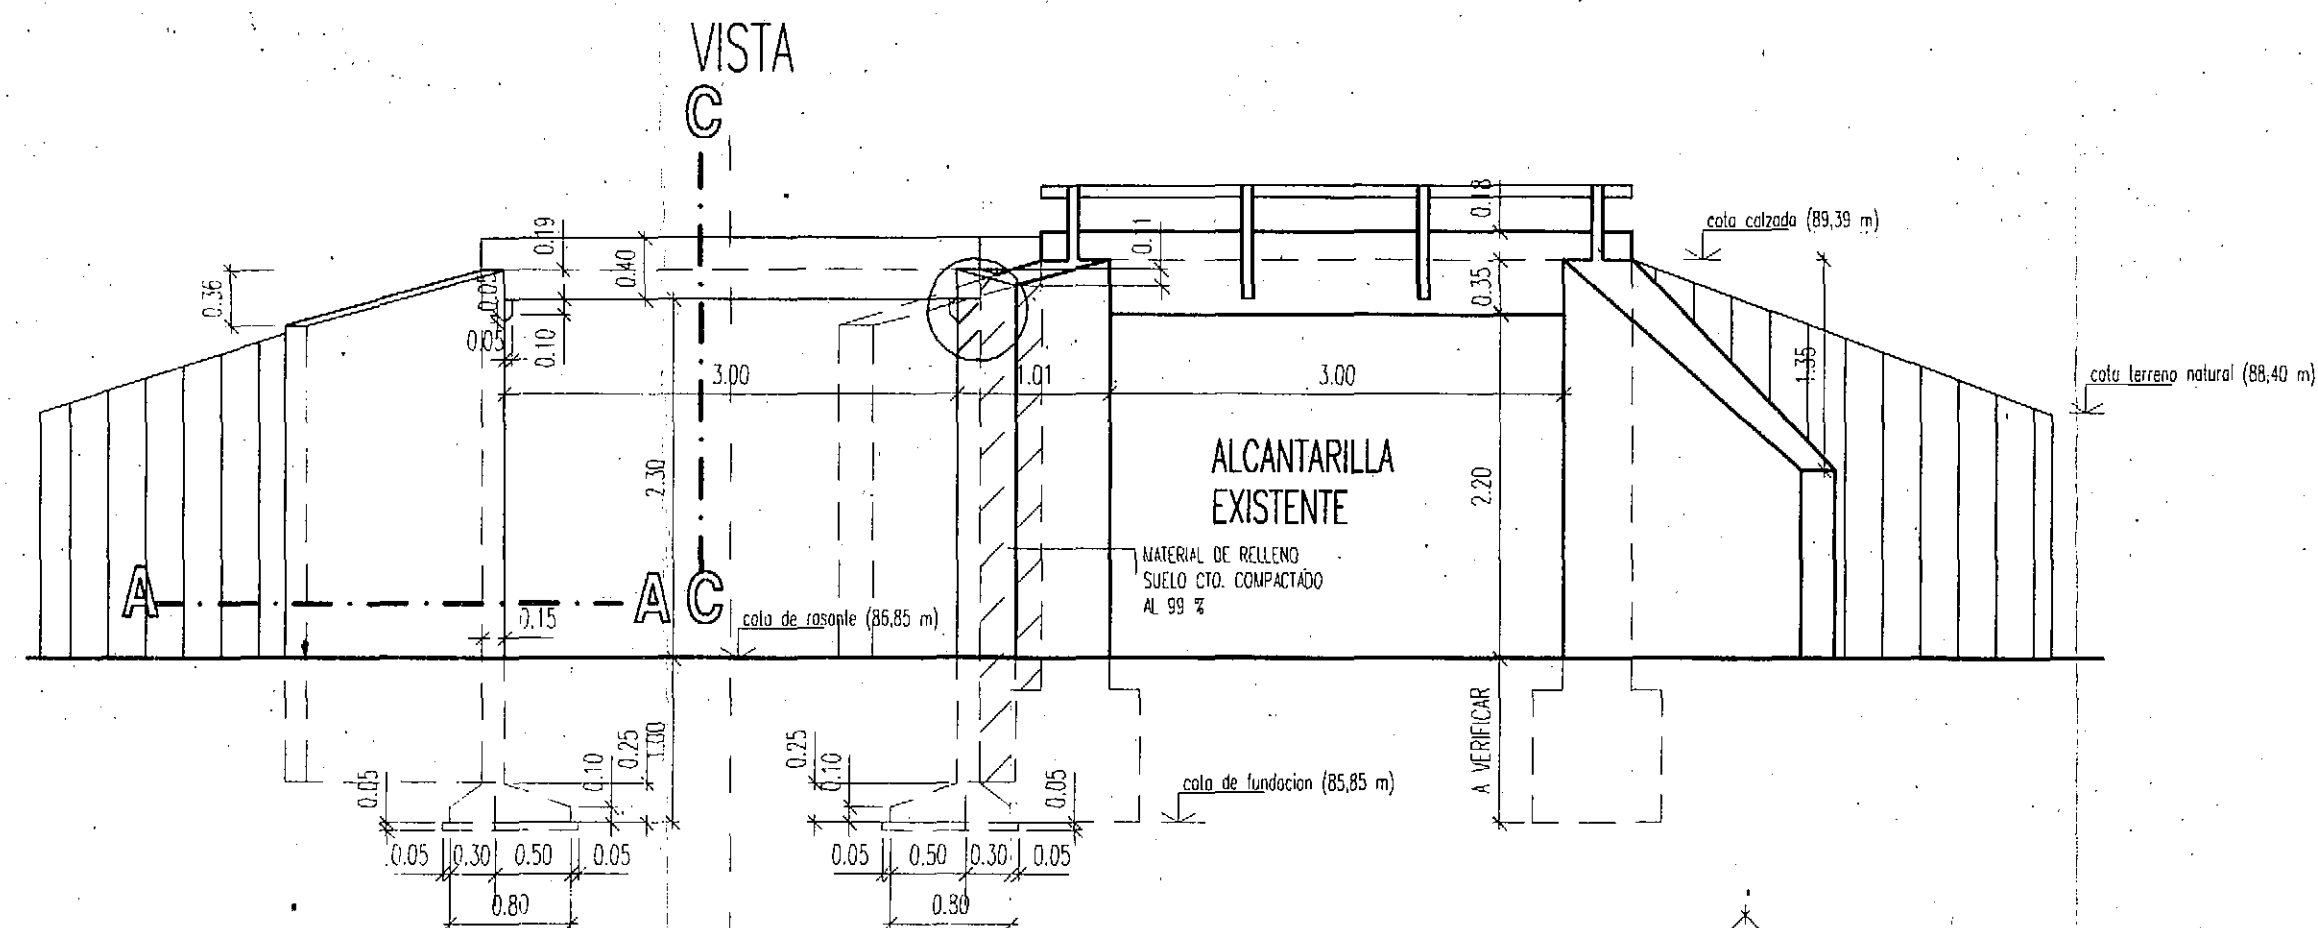 VISTA
C
0.18
cota calzada (89,39 m)
0.19
0.40
0.11
0.36
0.05
0.35
0.05
0.10
1.35
3.00
1.01
3.00
cota terreno natural (88,40 m)
ALCANTARILLA
EXISTENTE
2.30
2.20
MATERIAL DE RELLENO
SUELO CTO. COMPACTADO
AL 99 %
A
A
C
0.15
cota de rasante (86,85 m)
A VERIFICAR
0.05
0.10
0.25
1.00
0.25
0.10
0.05
cota de fundacion (85,85 m)
0.05
0.30
0.50
0.05
0.05
0.50
0.30
0.05
0.80
0.80